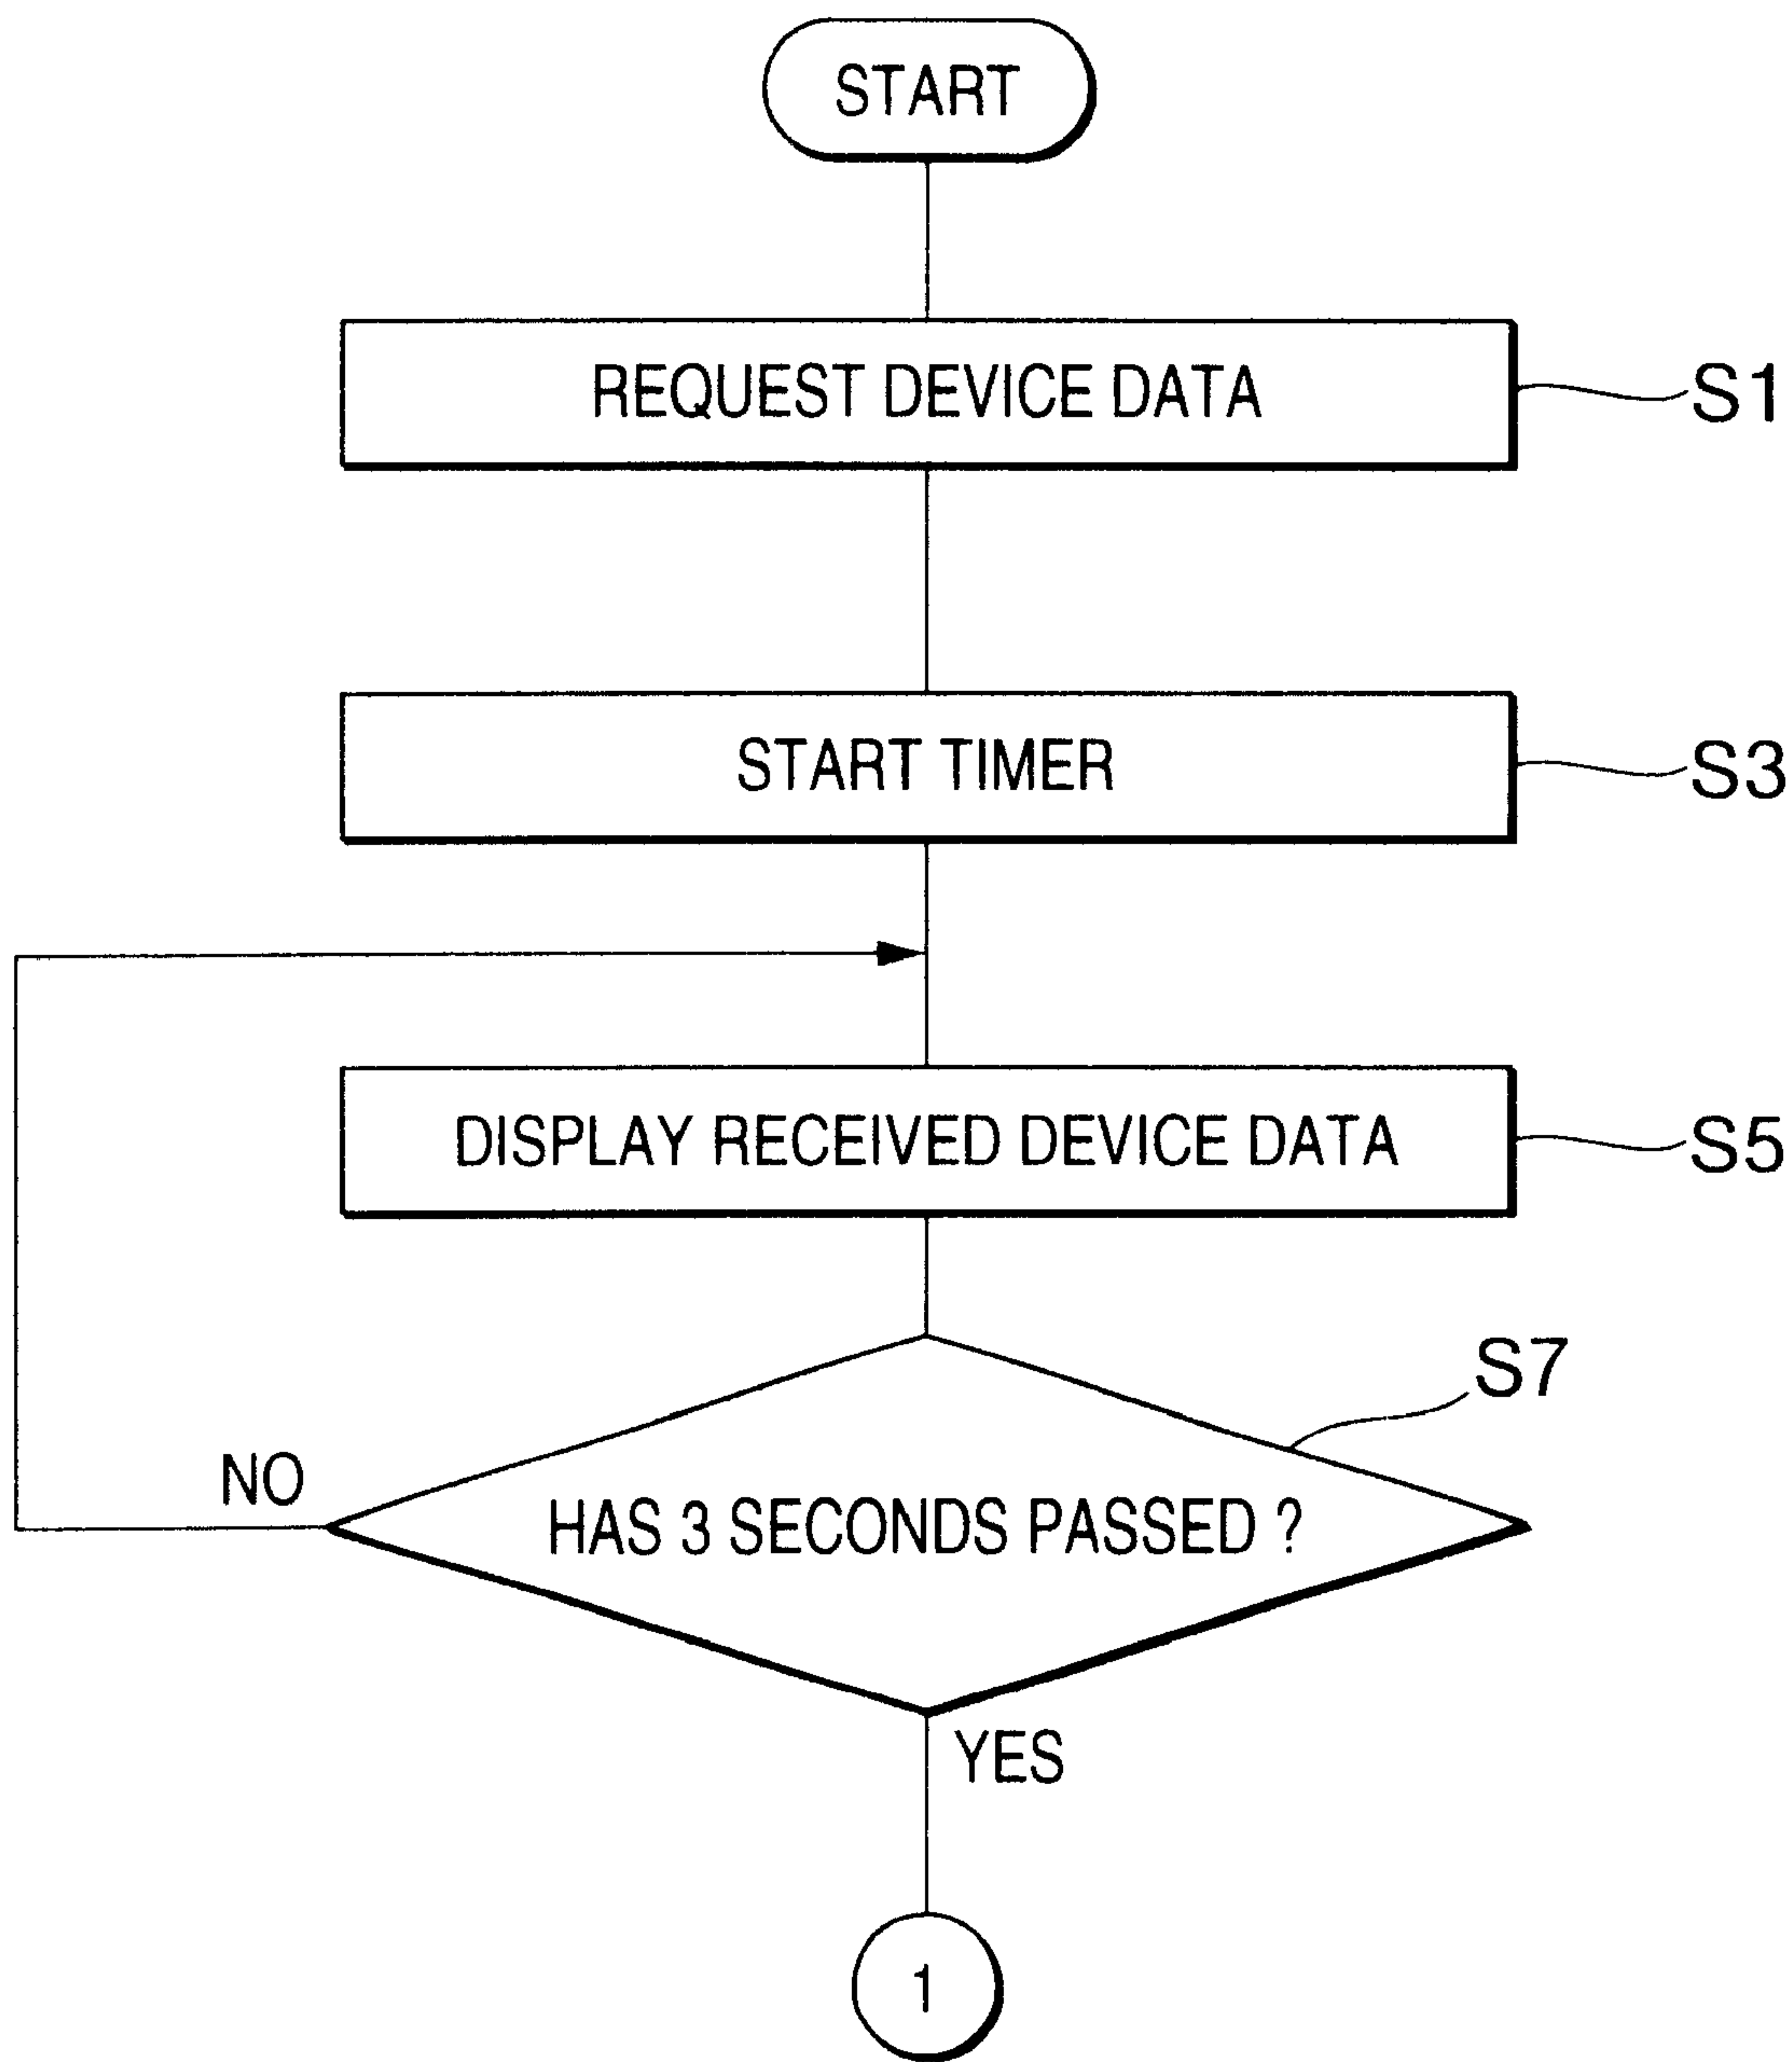 START
REQUEST DEVICE DATA
S1
START TIMER
S3
DISPLAY RECEIVED DEVICE DATA
S5
S7
NO
HAS 3 SECONDS PASSED ?
YES
1